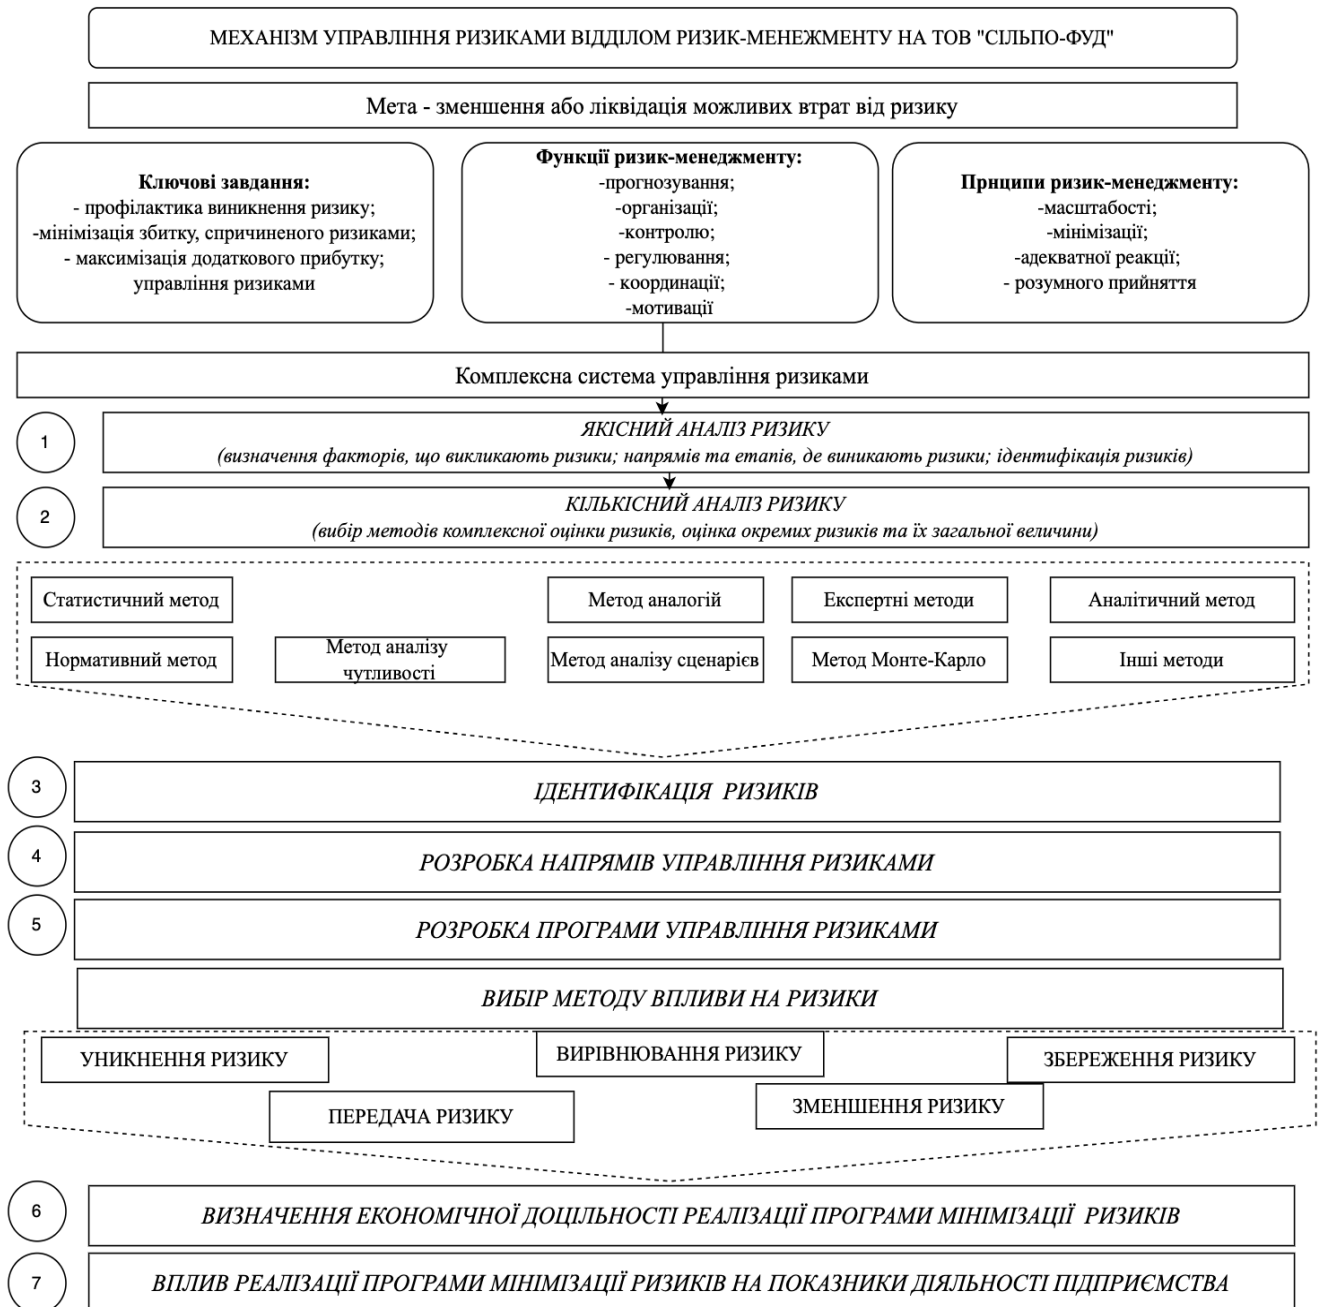 МЕХАНІЗМ УПРАВЛІННЯ РИЗИКАМИ ВІДДІЛОМ РИЗИК-МЕНЕЖМЕНТУ НА ТОВ "СІЛЬПО-ФУД"
Мета - зменшення або ліквідація можливих втрат від ризику
Ключові завдання:
- профілактика виникнення ризику;
-мінімізація збитку, спричиненого ризиками;
- максимізація додаткового прибутку;
управління ризиками
Функції ризик-менеджменту:
-прогнозування;
-організації;
-контролю;
- регулювання;
- координації;
-мотивації
Прнципи ризик-менеджменту:
-масштабості;
-мінімізації;
-адекватної реакції;
- розумного прийняття
Комплексна система управління ризиками
1
ЯКІСНИЙ АНАЛІЗ РИЗИКУ
(визначення факторів, що викликають ризики; напрямів та етапів, де виникають ризики; ідентифікація ризиків)
2
КІЛЬКІСНИЙ АНАЛІЗ РИЗИКУ
(вибір методів комплексної оцінки ризиків, оцінка окремих ризиків та їх загальної величини)
Статистичний метод
Метод аналогій
Експертні методи
Аналітичний метод
Нормативний метод
Метод аналізу
чутливості
Метод аналізу сценарієв
Метод Монте-Карло
Інші методи
3
ІДЕНТИФІКАЦІЯ РИЗИКІВ
4
РОЗРОБКА НАПРЯМІВ УПРАВЛІННЯ РИЗИКАМИ
5
РОЗРОБКА ПРОГРАМИ УПРАВЛІННЯ РИЗИКАМИ
ВИБІР МЕТОДУ ВПЛИВИ НА РИЗИКИ
УНИКНЕННЯ РИЗИКУ
ВИРІВНЮВАННЯ РИЗИКУ
ЗБЕРЕЖЕННЯ РИЗИКУ
ПЕРЕДАЧА РИЗИКУ
ЗМЕНШЕННЯ РИЗИКУ
6
ВИЗНАЧЕННЯ ЕКОНОМІЧНОЇ ДОЦІЛЬНОСТІ РЕАЛІЗАЦІЇ ПРОГРАМИ МІНІМІЗАЦІЇ РИЗИКІВ
7
ВПЛИВ РЕАЛІЗАЦІЇ ПРОГРАМИ МІНІМІЗАЦІЇ РИЗИКІВ НА ПОКАЗНИКИ ДІЯЛЬНОСТІ ПІДПРИЄМСТВА